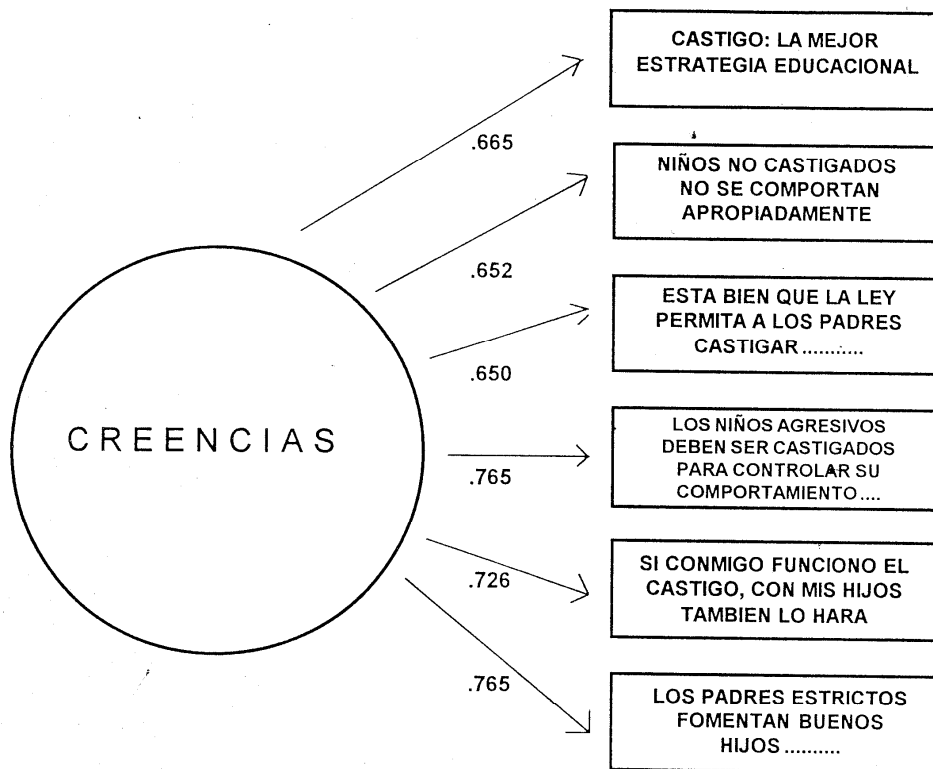 CASTIGO: LA MEJOR
ESTRATEGIA EDUCACIONAL
.665
NIÑOS NO CASTIGADOS
NO SE COMPORTAN
APROPIADAMENTE
.652
ESTA BIEN QUE LA LEY
PERMITA A LOS PADRES
CASTIGAR ...........
.650
CREENCIAS
LOS NIÑOS AGRESIVOS
DEBEN SER CASTIGADOS
PARA CONTROLAR SU
COMPORTAMIENTO ....
.765
SI CONMIGO FUNCIONO EL
CASTIGO, CON MIS HIJOS
TAMBIEN LO HARA
.726
LOS PADRES ESTRICTOS
FOMENTAN BUENOS
HIJOS ..........
.765